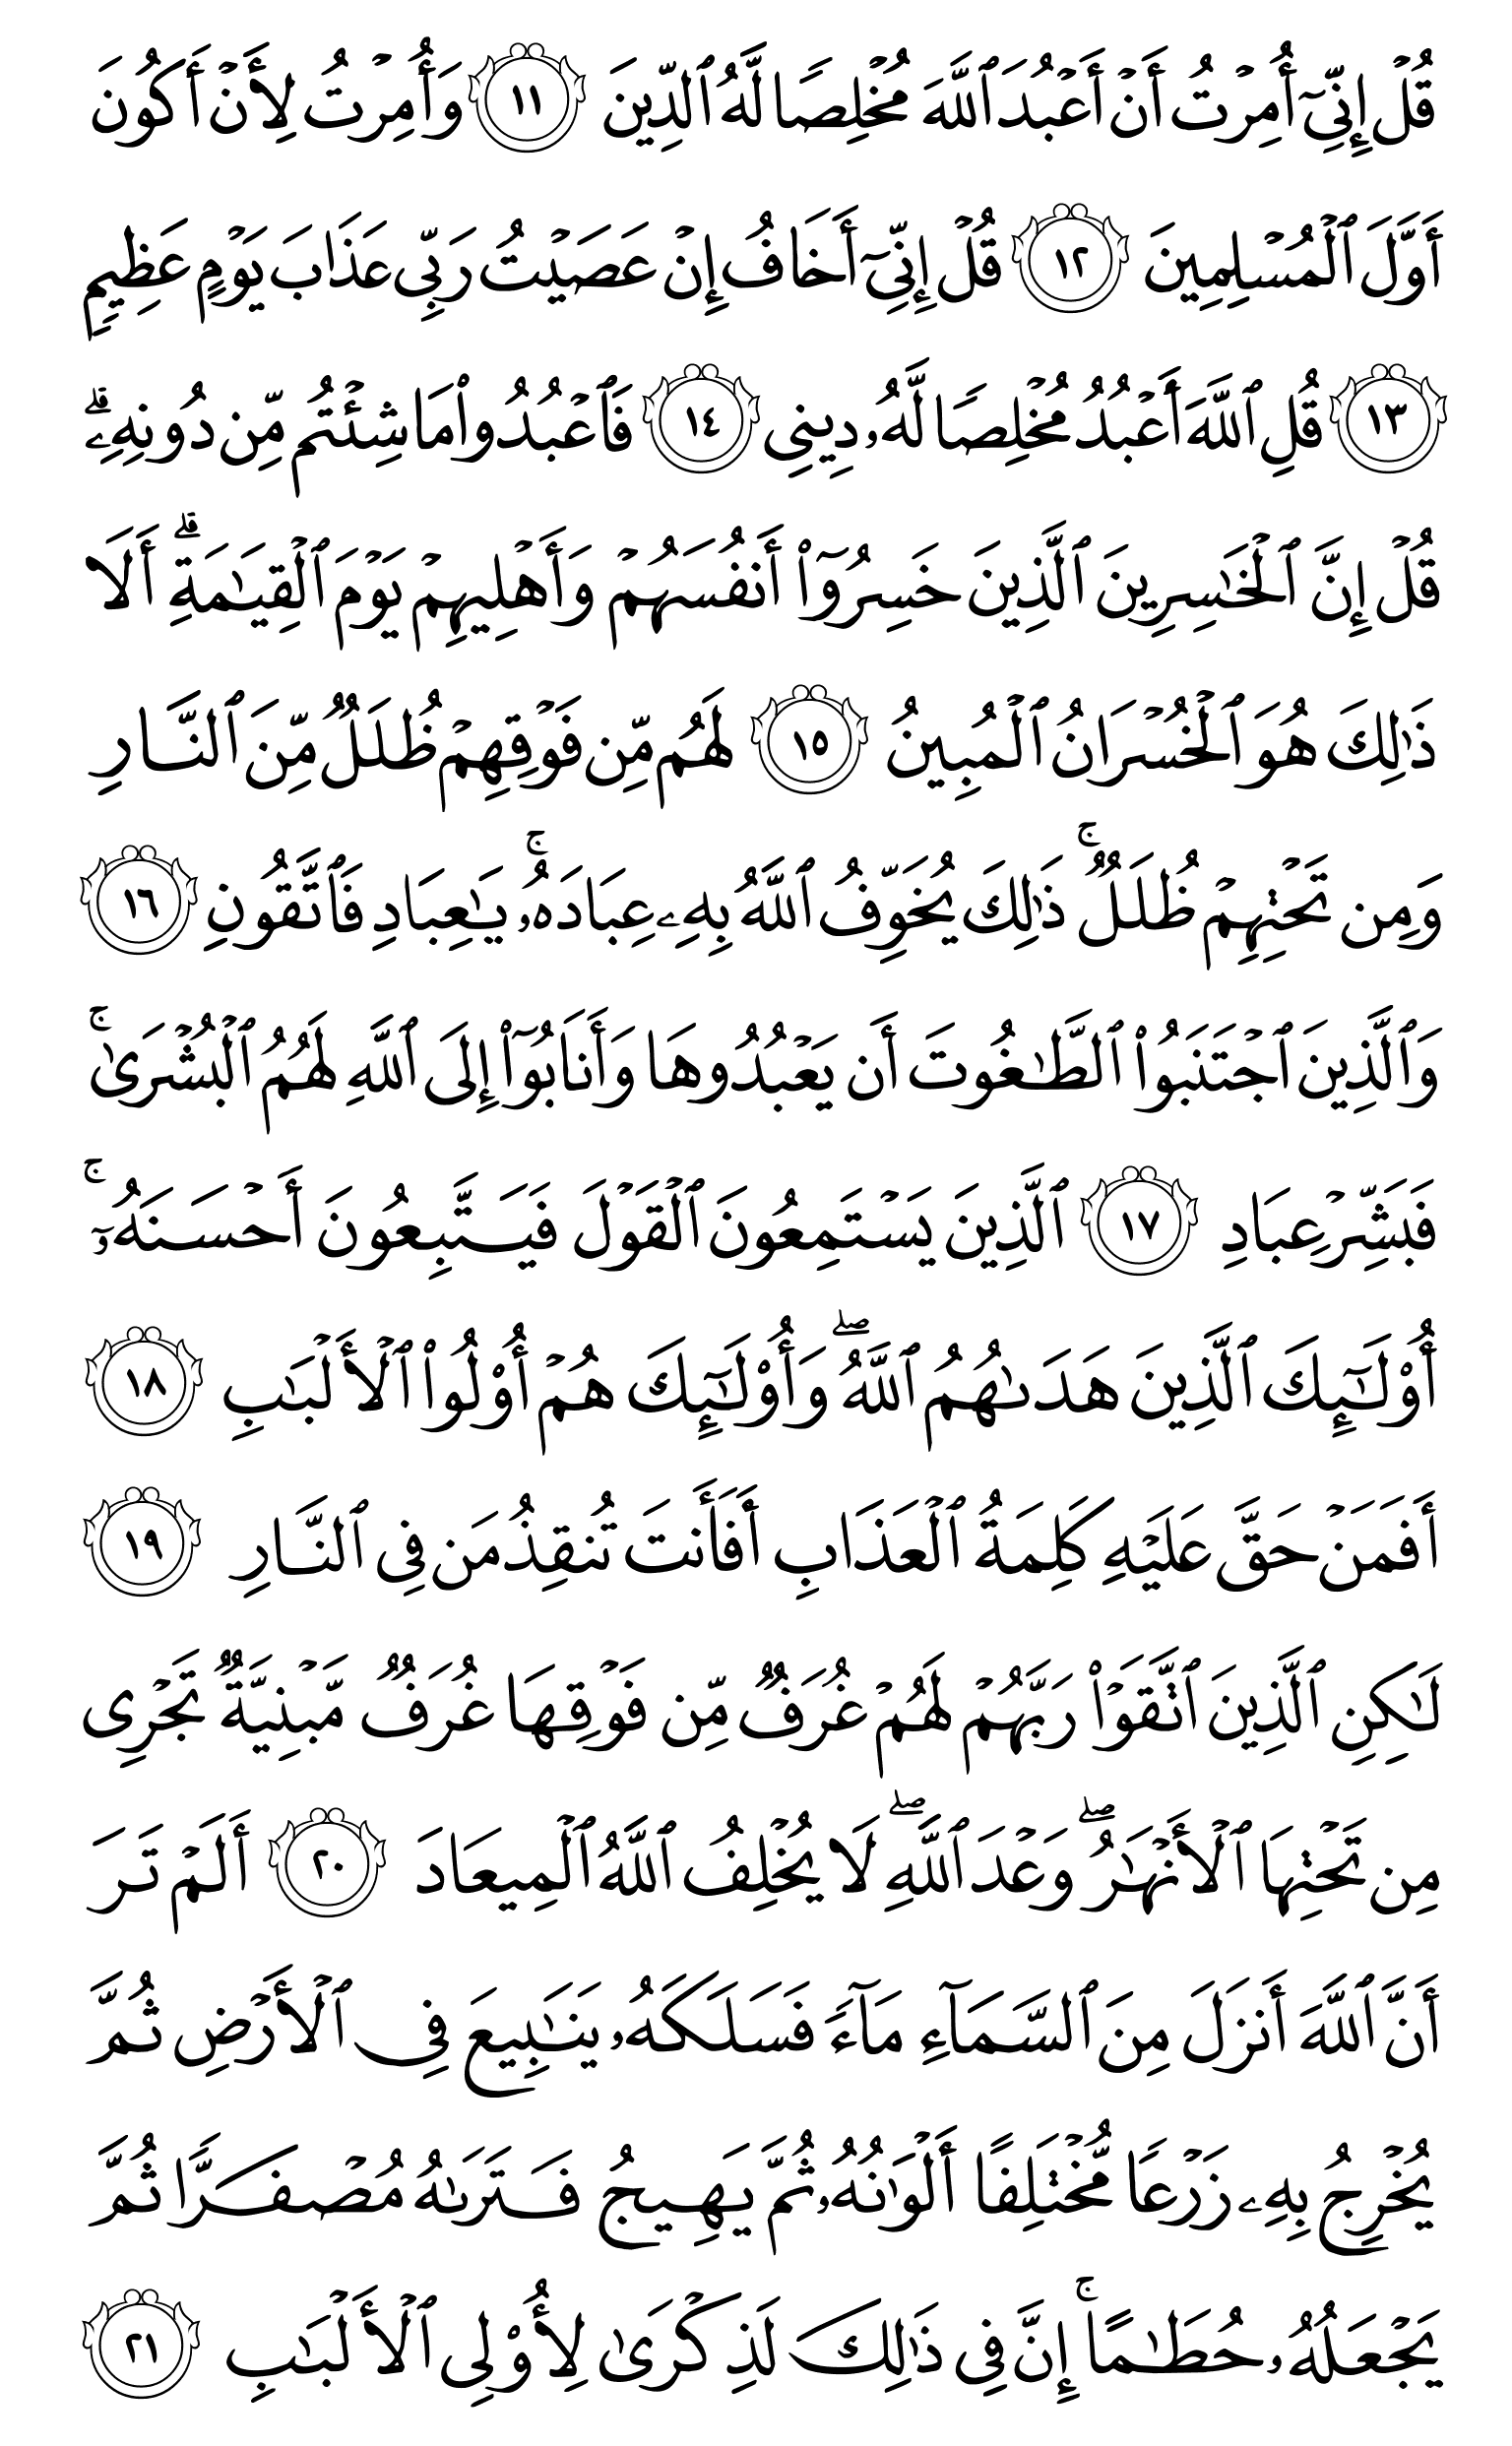 قُلۡ إِنِّيٓ أُمِرۡتُ أَنۡ أَعۡبُدَ ٱللَّهَ مُخۡلِصٗا لَّهُ ٱلدِّينَ ١١ وَأُمِرۡتُ لِأَنۡ أَكُونَ
أَوَّلَ ٱلۡمُسۡلِمِينَ ١٢ قُلۡ إِنِّيٓ أَخَافُ إِنۡ عَصَيۡتُ رَبِّي عَذَابَ يَوۡمٍ عَظِيمٖ
١٣ قُلِ ٱللَّهَ أَعۡبُدُ مُخۡلِصٗا لَّهُۥ دِينِي ١٤ فَٱعۡبُدُواْ مَا شِئۡتُم مِّن دُونِهِۦۗ
قُلۡ إِنَّ ٱلۡخَٰسِرِينَ ٱلَّذِينَ خَسِرُوٓاْ أَنفُسَهُمۡ وَأَهۡلِيهِمۡ يَوۡمَ ٱلۡقِيَٰمَةِۗ أَلَا
ذَٰلِكَ هُوَ ٱلۡخُسۡرَانُ ٱلۡمُبِينُ ١٥ لَهُم مِّن فَوۡقِهِمۡ ظُلَلٞ مِّنَ ٱلنَّارِ
وَمِن تَحۡتِهِمۡ ظُلَلٞۚ ذَٰلِكَ يُخَوِّفُ ٱللَّهُ بِهِۦ عِبَادَهُۥۚ يَٰعِبَادِ فَٱتَّقُونِ ١٦
وَٱلَّذِينَ ٱجۡتَنَبُواْ ٱلطَّٰغُوتَ أَن يَعۡبُدُوهَا وَأَنَابُوٓاْ إِلَى ٱللَّهِ لَهُمُ ٱلۡبُشۡرَىٰۚ
فَبَشِّرۡ عِبَادِ ١٧ ٱلَّذِينَ يَسۡتَمِعُونَ ٱلۡقَوۡلَ فَيَتَّبِعُونَ أَحۡسَنَهُۥٓۚ
أُوْلَٰٓئِكَ ٱلَّذِينَ هَدَىٰهُمُ ٱللَّهُۖ وَأُوْلَٰٓئِكَ هُمۡ أُوْلُواْ ٱلۡأَلۡبَٰبِ ١٨
أَفَمَنۡ حَقَّ عَلَيۡهِ كَلِمَةُ ٱلۡعَذَابِ أَفَأَنتَ تُنقِذُ مَن فِي ٱلنَّارِ ١٩
لَٰكِنِ ٱلَّذِينَ ٱتَّقَوۡاْ رَبَّهُمۡ لَهُمۡ غُرَفٞ مِّن فَوۡقِهَا غُرَفٞ مَّبۡنِيَّةٞ تَجۡرِي
مِن تَحۡتِهَا ٱلۡأَنۡهَٰرُۖ وَعۡدَ ٱللَّهِۖ لَا يُخۡلِفُ ٱللَّهُ ٱلۡمِيعَادَ ٢٠ أَلَمۡ تَرَ
أَنَّ ٱللَّهَ أَنزَلَ مِنَ ٱلسَّمَآءِ مَآءٗ فَسَلَكَهُۥ يَنَٰبِيعَ فِي ٱلۡأَرۡضِ ثُمَّ
يُخۡرِجُ بِهِۦ زَرۡعٗا مُّخۡتَلِفًا أَلۡوَٰنُهُۥ ثُمَّ يَهِيجُ فَتَرَىٰهُ مُصۡفَرّٗا ثُمَّ
يَجۡعَلُهُۥ حُطَٰمًاۚ إِنَّ فِي ذَٰلِكَ لَذِكۡرَىٰ لِأُوْلِي ٱلۡأَلۡبَٰبِ ٢١